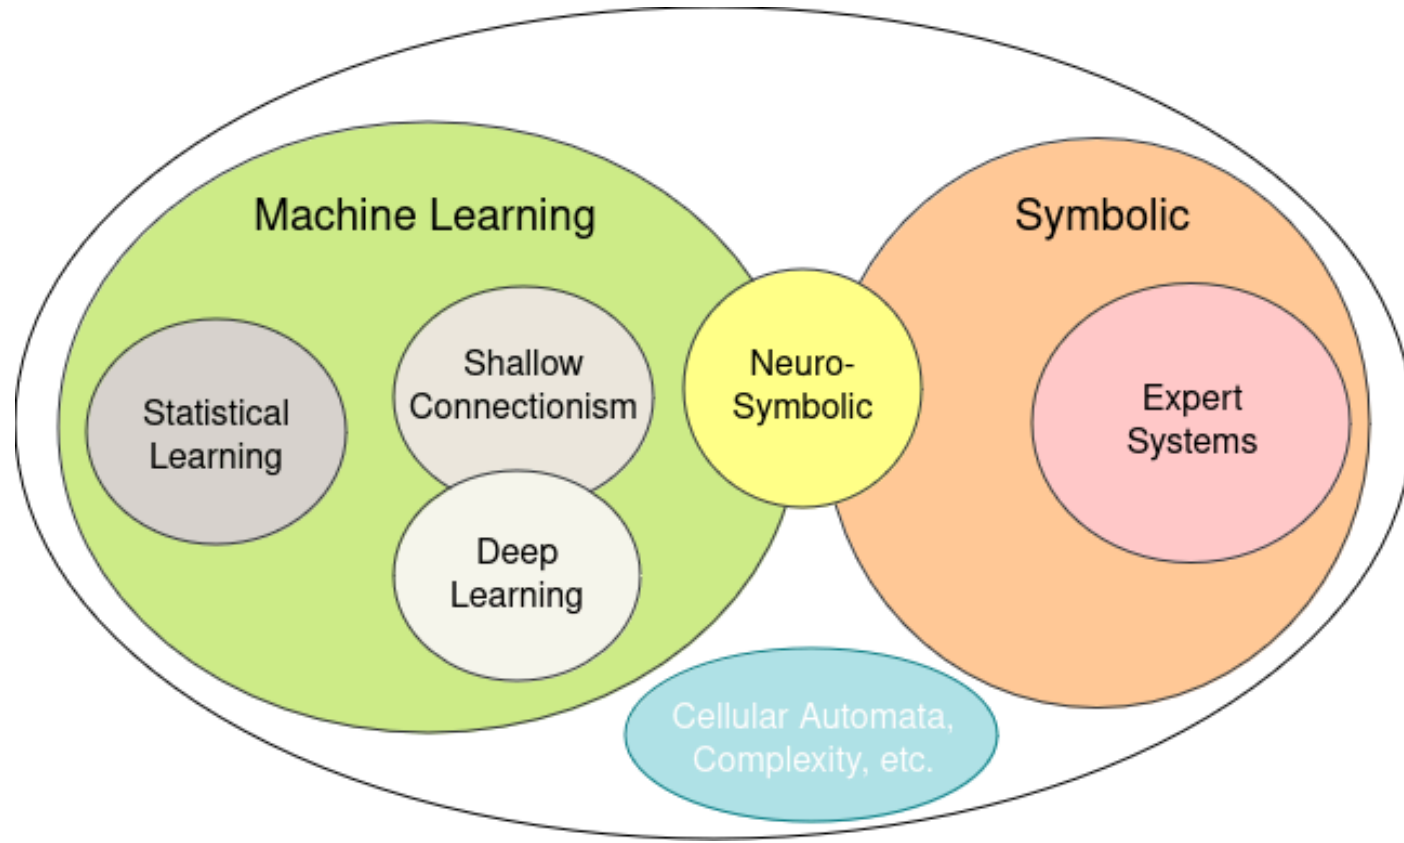 Machine Learning
Symbolic
Statistical
Learning
Shallow
Connectionism
Deep
Learning
Neuro-
Symbolic
Expert
Systems
Cellular Automata,
Complexity, etc.